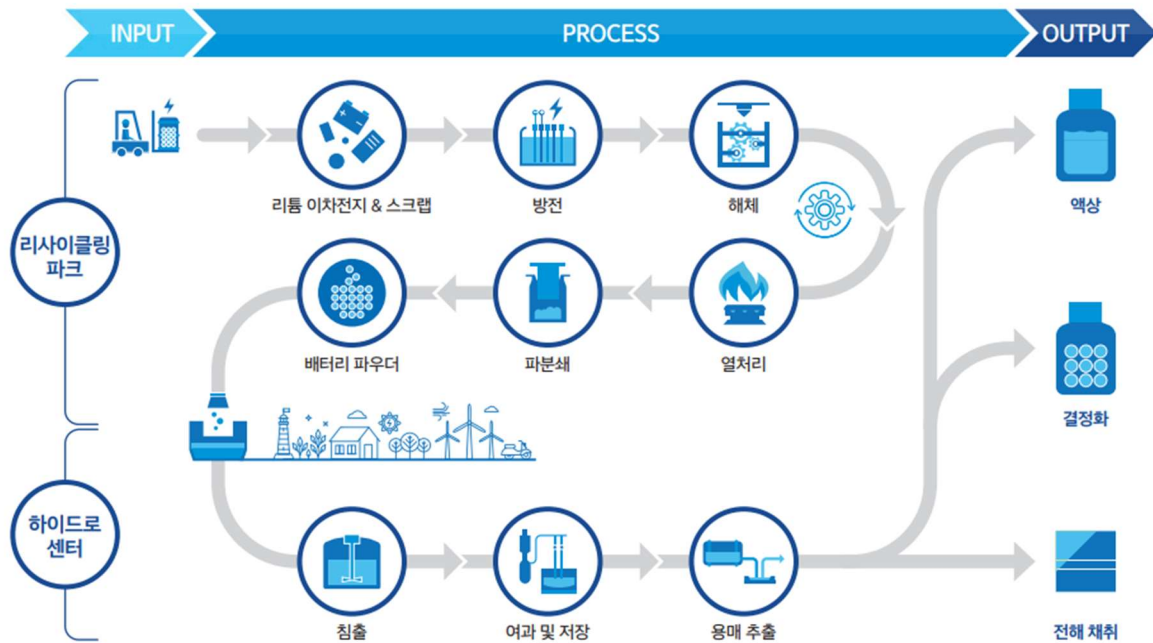 INPUT
PROCESS
OUTPUT
리튬 이차전지 & 스크랩
방전
해체
액상
리사이클링
파크
배터리 파우더
파분쇄
열처리
결정화
하이드로
센터
침출
여과 및 저장
용매 추출
전해 채취